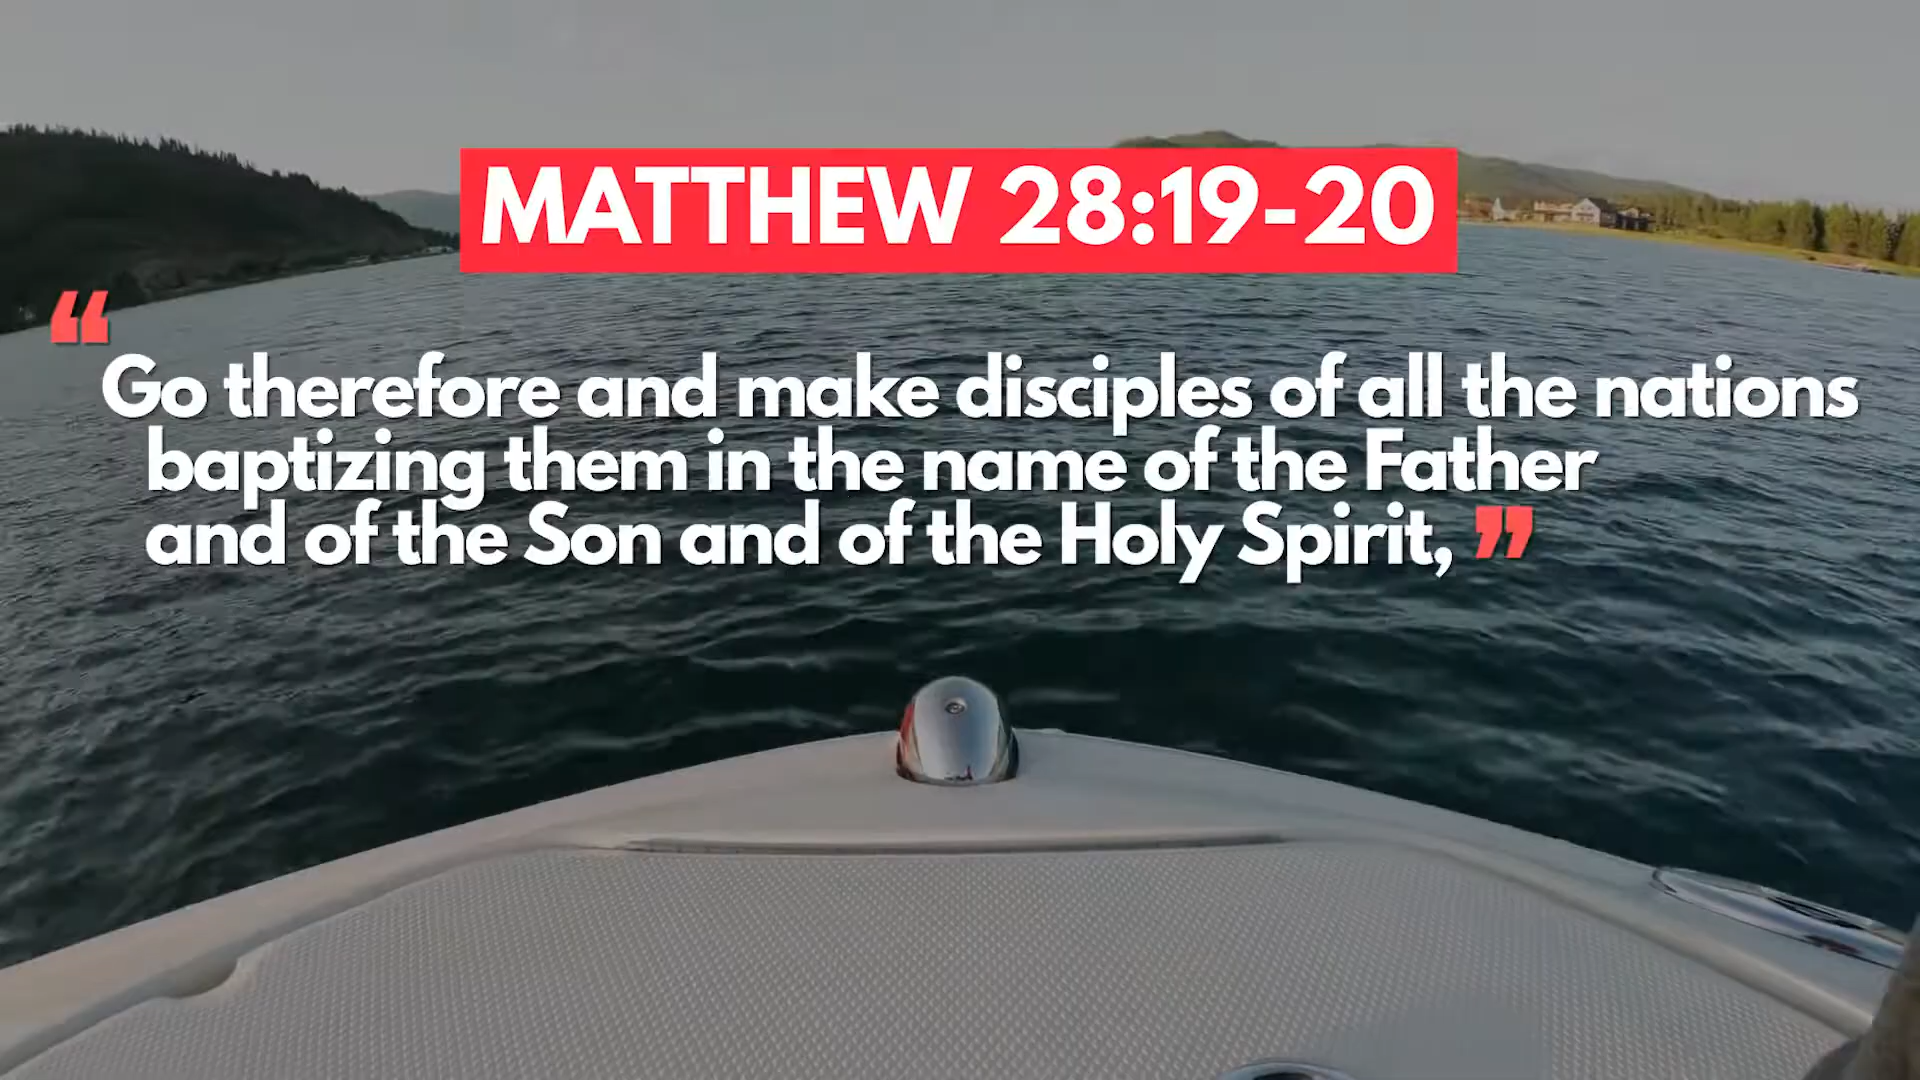 MATTHEW 28:19-20
“Go therefore and make disciples of all the nations
baptizing them in the name of the Father
and of the Son and of the Holy Spirit,”